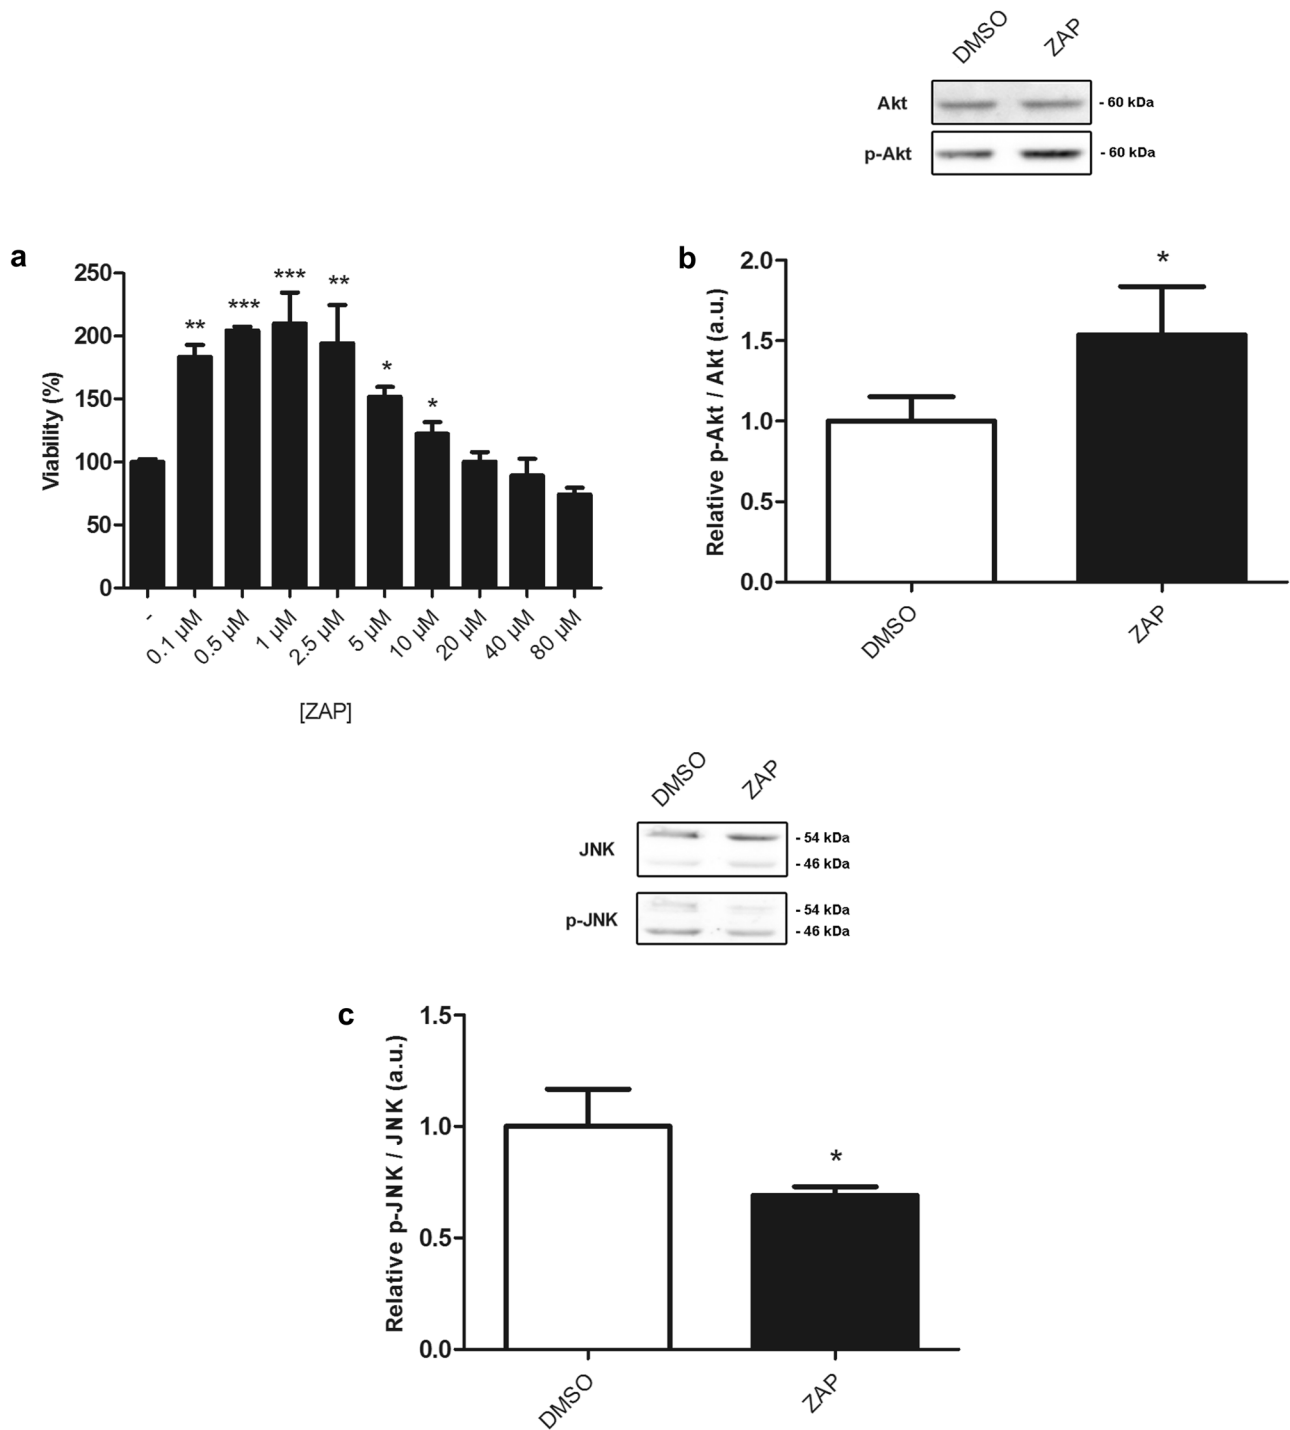 DMSO ZAP
Akt - 60 kDa
p-Akt - 60 kDa
a
250
200
150
100
50
0
Viability (%)
** *** *** ** * *
- 0.1 µM 0.5 µM 1 µM 2.5 µM 5 µM 10 µM 20 µM 40 µM 80 µM
[ZAP]
b
2.0
1.5
1.0
0.5
0.0
Relative p-Akt / Akt (a.u.)
*
DMSO ZAP
DMSO ZAP
JNK - 54 kDa
- 46 kDa
p-JNK - 54 kDa
- 46 kDa
c
1.5
1.0
0.5
0.0
Relative p-JNK / JNK (a.u.)
*
DMSO ZAP